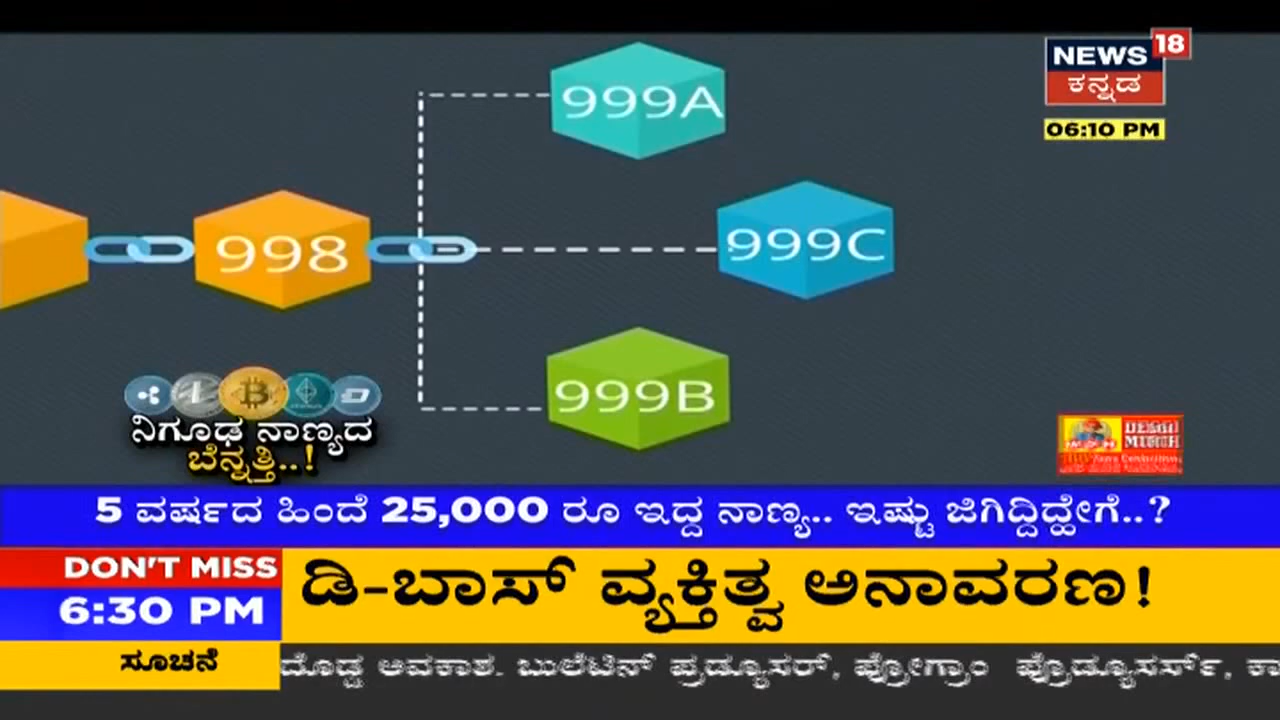 999A
NEWS 18
ಕನ್ನಡ
06:10 PM
998
999C
999B
ನಿಗೂಢ ನಾಣ್ಯದ
ಬೆನ್ನತ್ತಿ..!
5 ವರ್ಷದ ಹಿಂದೆ 25,000 ರೂ ಇದ್ದ ನಾಣ್ಯ.. ಇಷ್ಟು ಜಿಗಿದ್ದಿದ್ಹೇಗೆ..?
DON'T MISS
6:30 PM
ಡಿ-ಬಾಸ್ ವ್ಯಕ್ತಿತ್ವ ಅನಾವರಣ!
ಸೂಚನೆ
ದೊಡ್ಡ ಅವಕಾಶ. ಬುಲೆಟಿನ್ ಪ್ರಡ್ಯೂಸರ್, ಪ್ರೋಗ್ರಾಂ ಪ್ರೊಡ್ಯೂಸರ್ಸ್, ಕಾ